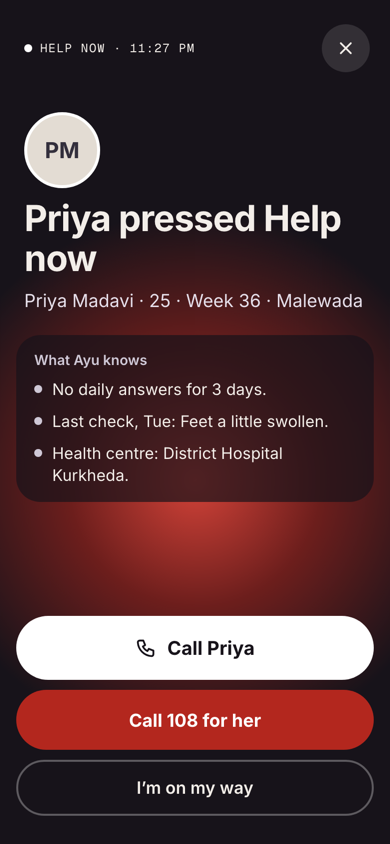 HELP NOW · 11:27 PM
PM
Priya pressed Help
now
Priya Madavi · 25 · Week 36 · Malewada
What Ayu knows
No daily answers for 3 days.
Last check, Tue: Feet a little swollen.
Health centre: District Hospital
Kurkheda.
Call Priya
Call 108 for her
I’m on my way